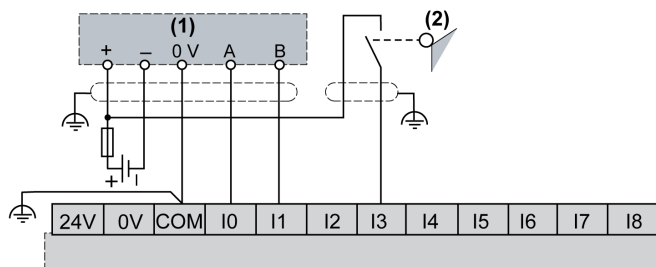 (1)
(2)
+ – 0 V A B
+ –
24V 0V COM I0 I1 I2 I3 I4 I5 I6 I7 I8